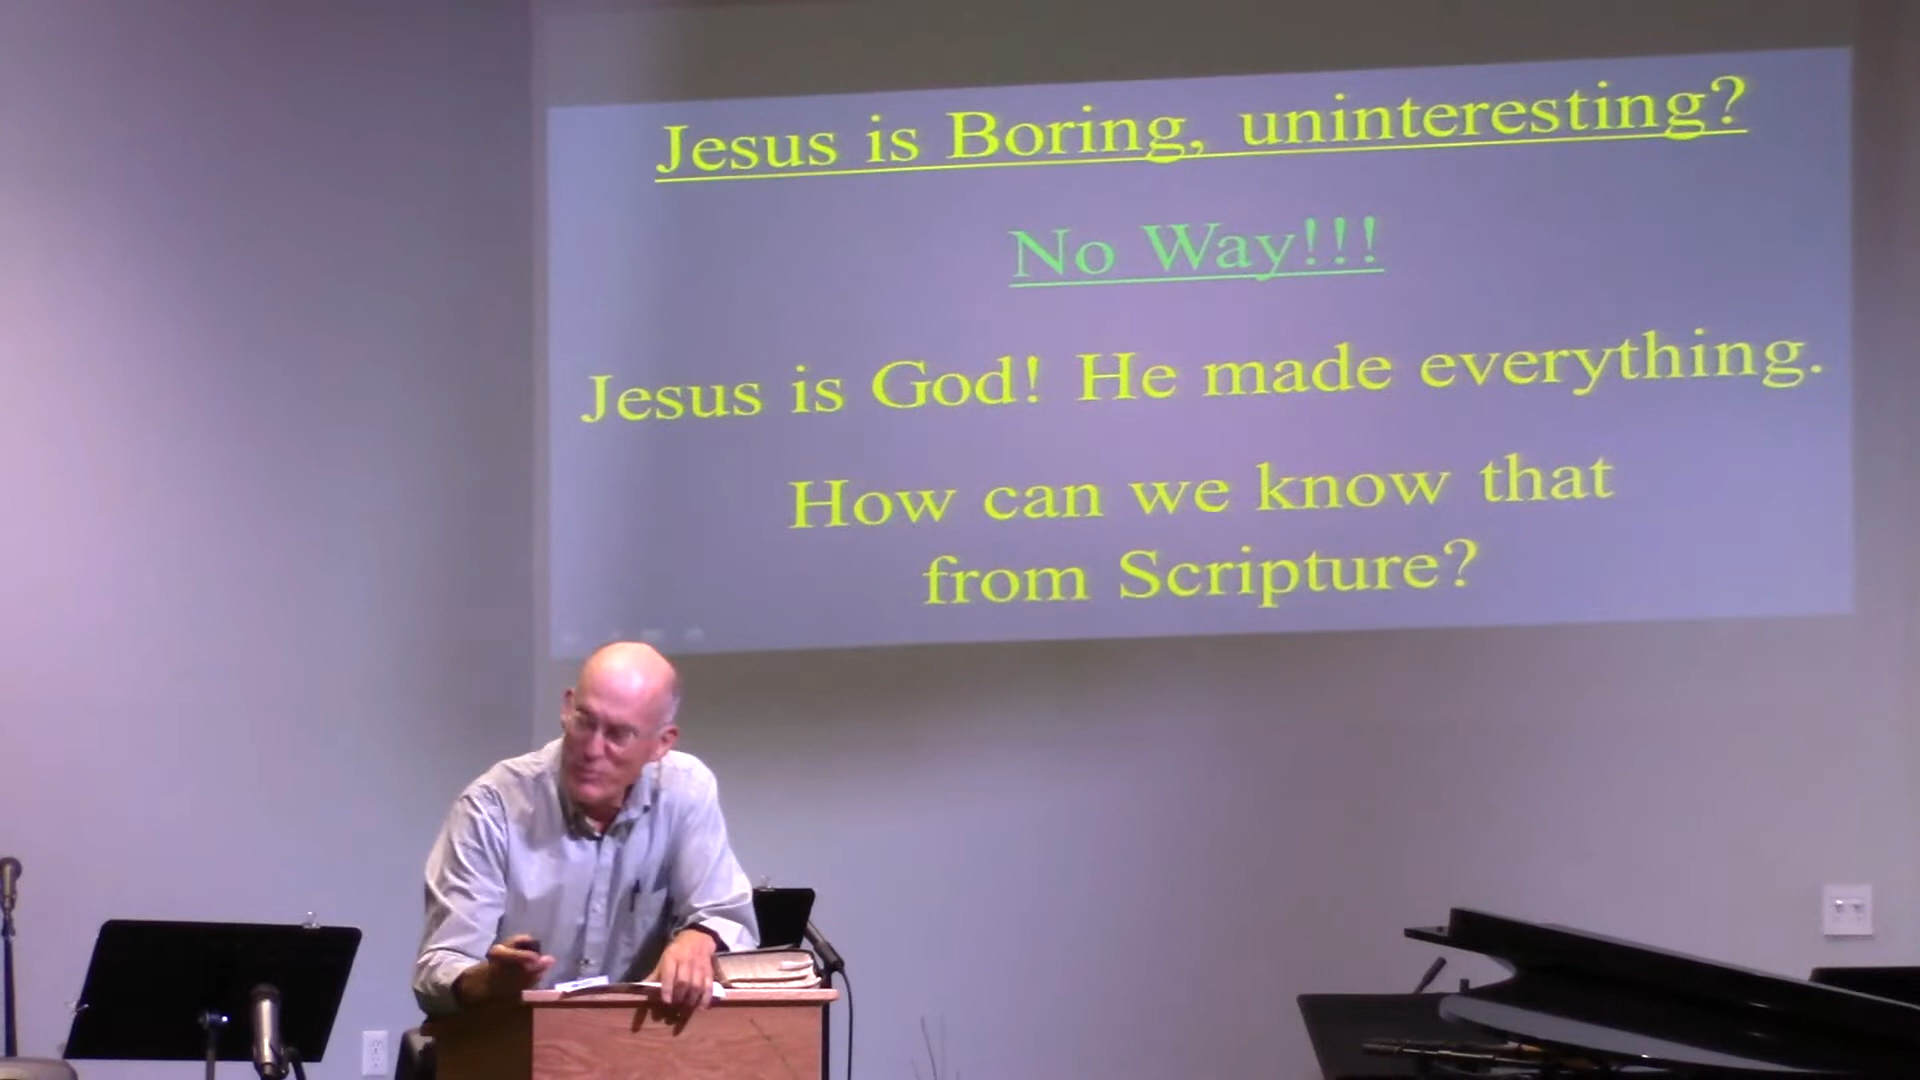 Jesus is Boring, uninteresting?
No Way!!!
Jesus is God! He made everything.
How can we know that
from Scripture?